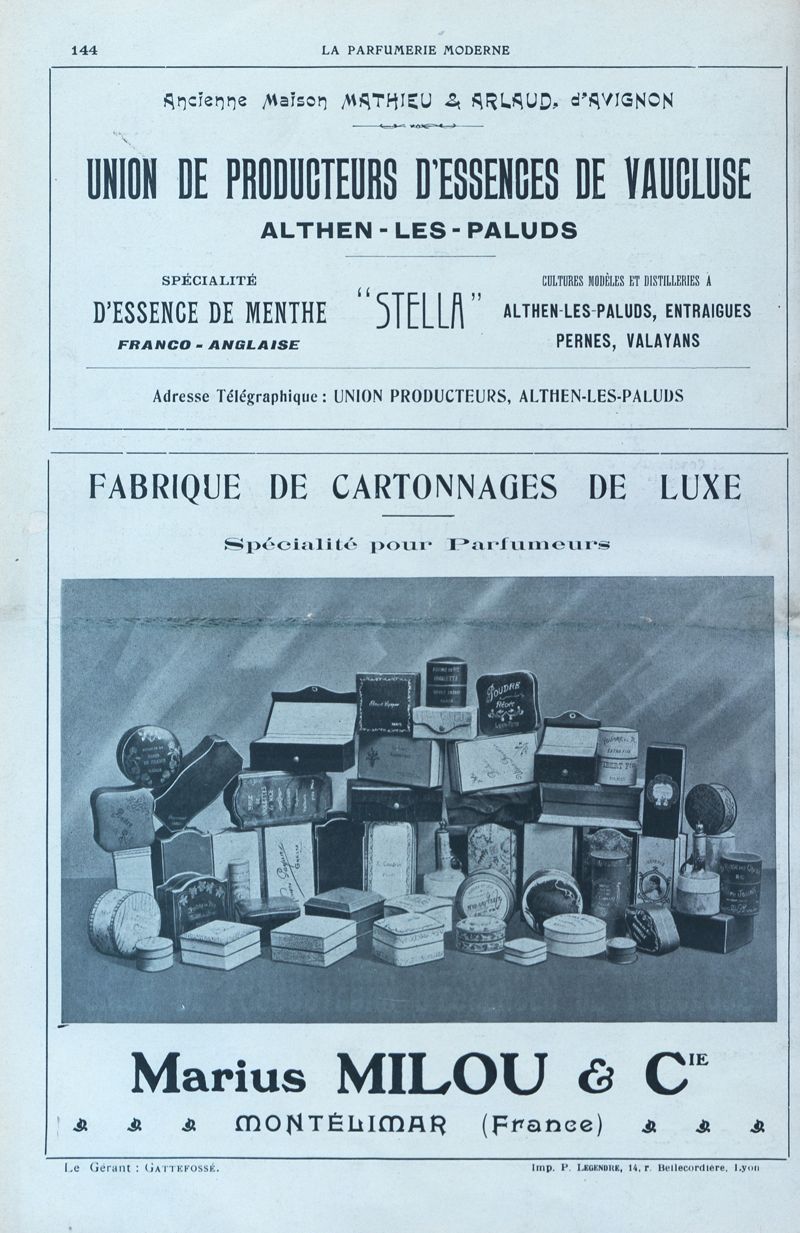 144
LA PARFUMERIE MODERNE
Ancienne Maison MATHIEU & ARLAUD, d'AVIGNON
UNION DE PRODUCTEURS D'ESSENCES DE VAUCLUSE
ALTHEN-LES-PALUDS
SPÉCIALITÉ
D'ESSENCE DE MENTHE
FRANCO-ANGLAISE
"STELLA"
CULTURES MODÈLES ET DISTILLERIES A
ALTHEN-LES-PALUDS, ENTRAIGUES
PERNES, VALAYANS
Adresse Télégraphique : UNION PRODUCTEURS, ALTHEN-LES-PALUDS
FABRIQUE DE CARTONNAGES DE LUXE
Spécialité pour Parfumeurs
POUDRE
Marius MILOU & CIE
MONTÉLIMAR (France)
Le Gérant : GATTEFOSSÉ.
Imp. P. LEGENDRE, 14, r. Bellecordière, Lyon